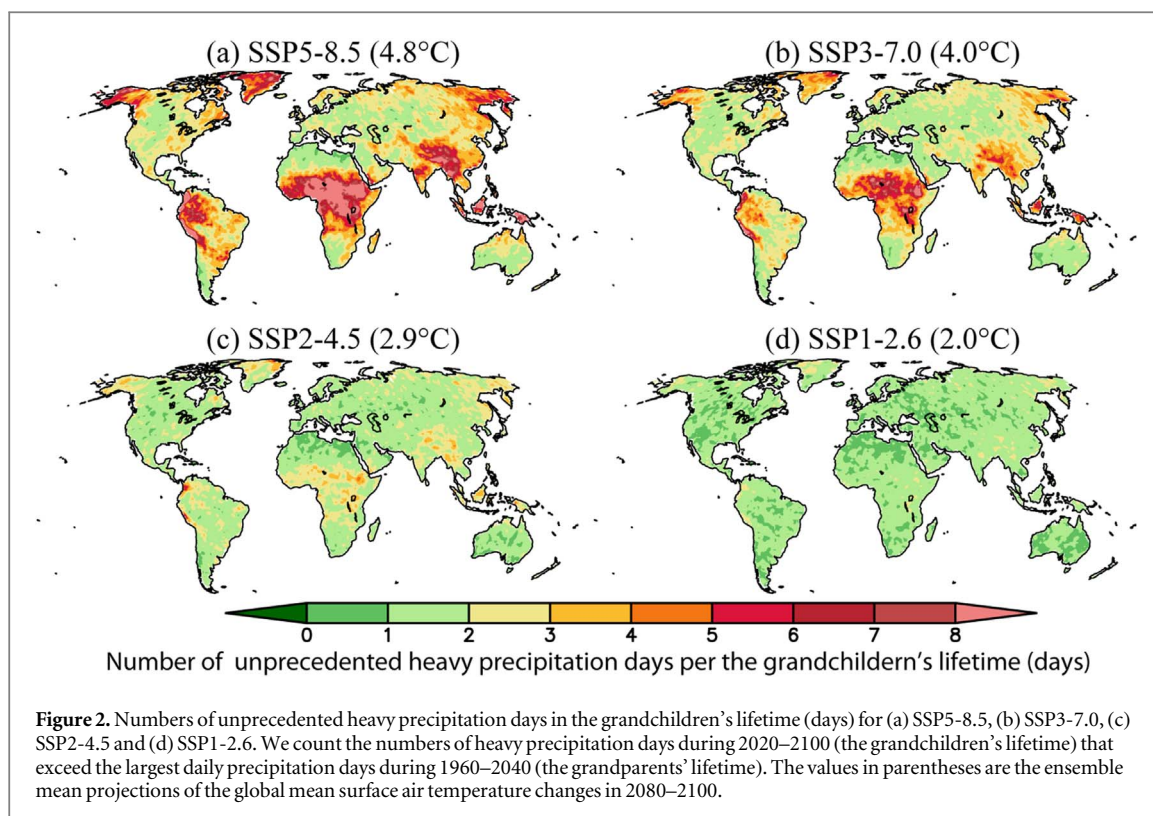 (a) SSP5-8.5 (4.8°C)
(b) SSP3-7.0 (4.0°C)
(c) SSP2-4.5 (2.9°C)
(d) SSP1-2.6 (2.0°C)
0 1 2 3 4 5 6 7 8
Number of unprecedented heavy precipitation days per the grandchildern's lifetime (days)
Figure 2. Numbers of unprecedented heavy precipitation days in the grandchildren's lifetime (days) for (a) SSP5-8.5, (b) SSP3-7.0, (c)
SSP2-4.5 and (d) SSP1-2.6. We count the numbers of heavy precipitation days during 2020–2100 (the grandchildren's lifetime) that
exceed the largest daily precipitation days during 1960–2040 (the grandparents' lifetime). The values in parentheses are the ensemble
mean projections of the global mean surface air temperature changes in 2080–2100.